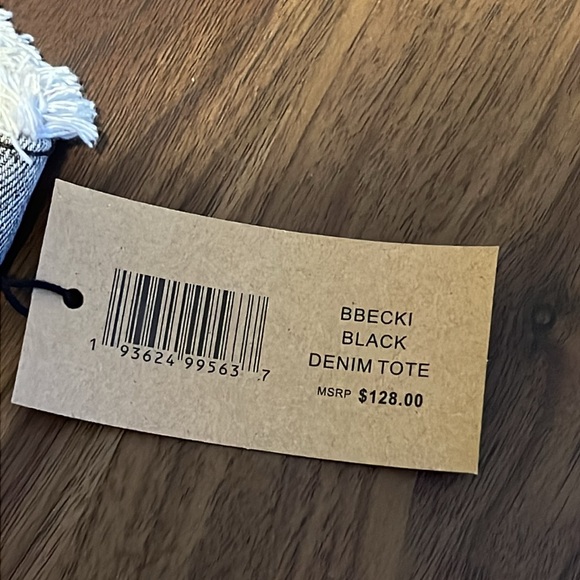 BBECKI
BLACK
DENIM TOTE
MSRP $128.00
1 93624 99563 7